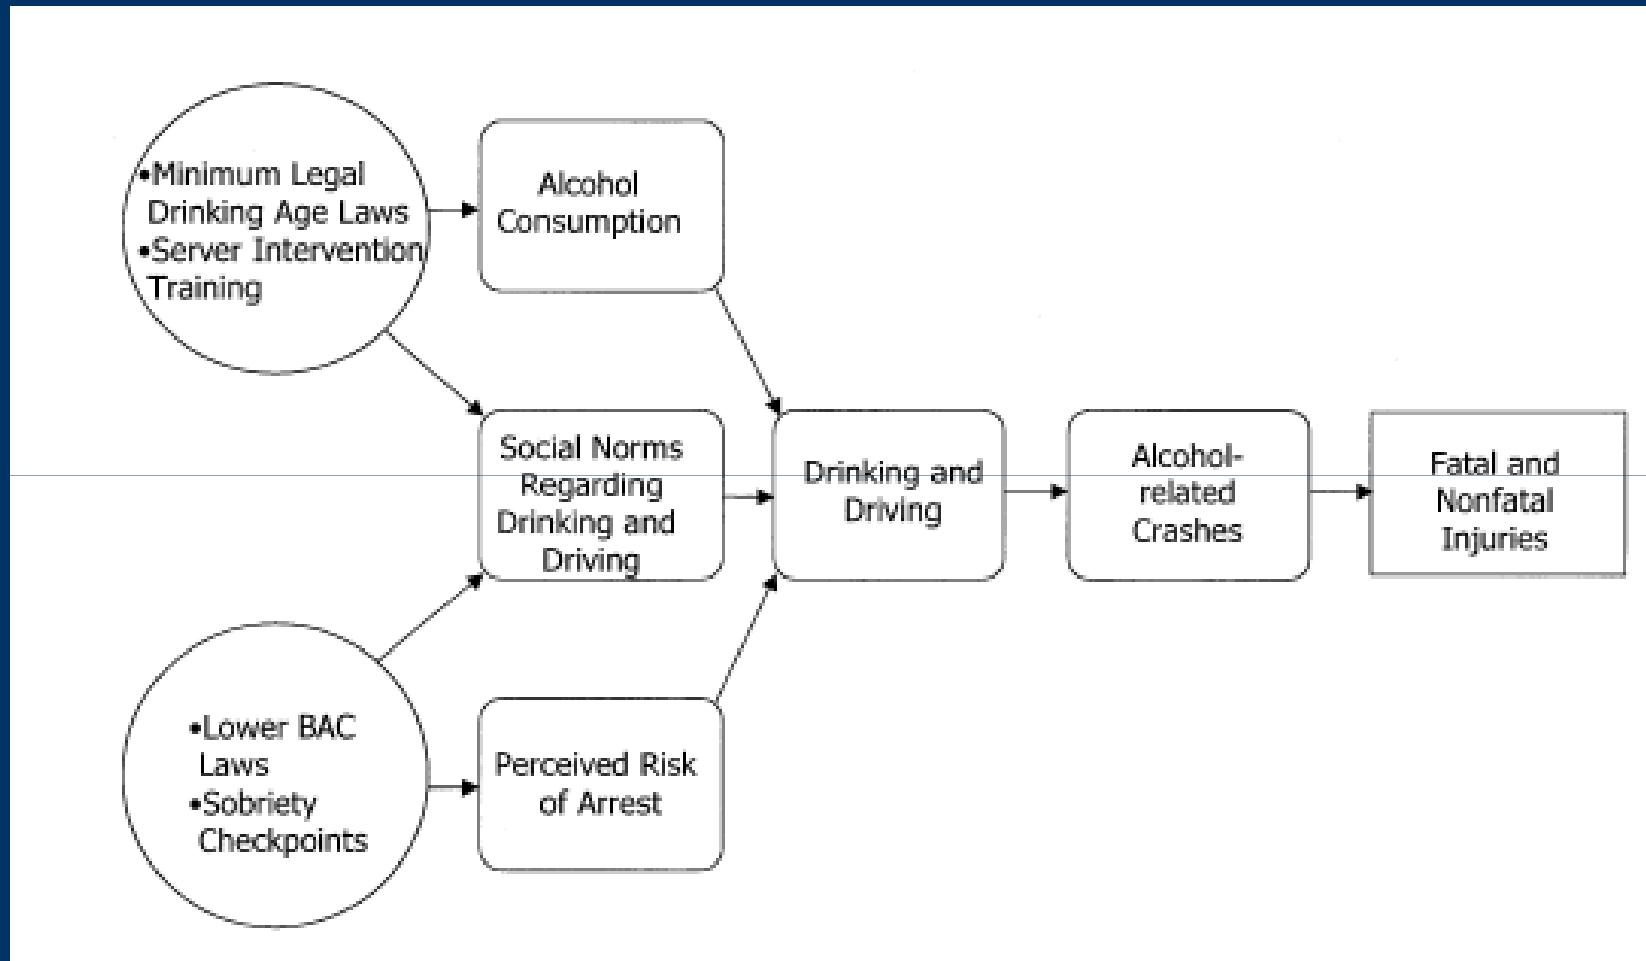 •Minimum Legal
Drinking Age Laws
•Server Intervention
Training
Alcohol
Consumption
Social Norms
Regarding
Drinking and
Driving
Drinking and
Driving
Alcohol-
related
Crashes
Fatal and
Nonfatal
Injuries
•Lower BAC
Laws
•Sobriety
Checkpoints
Perceived Risk
of Arrest